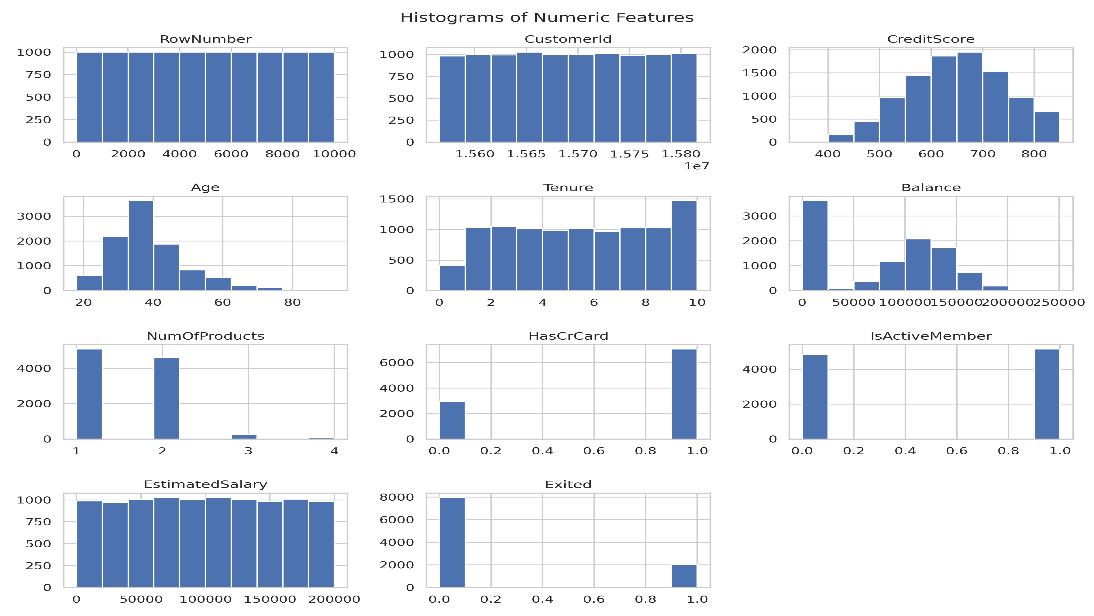 Histograms of Numeric Features
RowNumber
1000
750
500
250
0
0 2000 4000 6000 8000 10000
CustomerId
1000
750
500
250
0
1.560 1.565 1.570 1.575 1.580
1e7
CreditScore
2000
1500
1000
500
0
400 500 600 700 800
Age
3000
2000
1000
0
20 40 60 80
Tenure
1500
1000
500
0
0 2 4 6 8 10
Balance
3000
2000
1000
0
0 50000 100000 150000 200000 250000
NumOfProducts
4000
2000
0
1 2 3 4
HasCrCard
6000
4000
2000
0
0.0 0.2 0.4 0.6 0.8 1.0
IsActiveMember
4000
2000
0
0.0 0.2 0.4 0.6 0.8 1.0
EstimatedSalary
1000
750
500
250
0
0 50000 100000 150000 200000
Exited
8000
6000
4000
2000
0
0.0 0.2 0.4 0.6 0.8 1.0